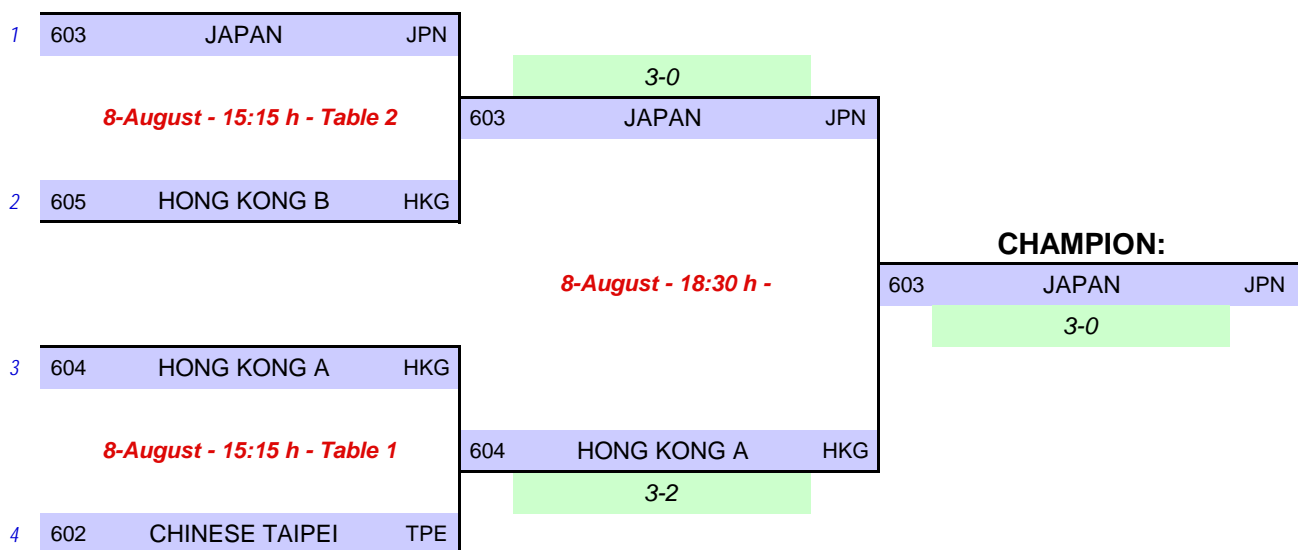 1 603 JAPAN JPN
3-0
8-August - 15:15 h - Table 2
603 JAPAN JPN
2 605 HONG KONG B HKG
CHAMPION:
8-August - 18:30 h -
603 JAPAN JPN
3-0
3 604 HONG KONG A HKG
8-August - 15:15 h - Table 1
604 HONG KONG A HKG
3-2
4 602 CHINESE TAIPEI TPE